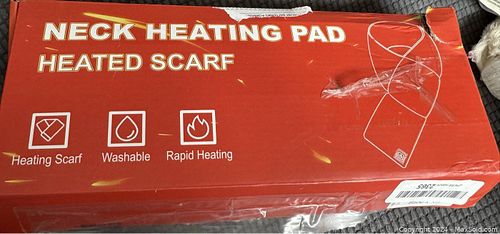 NECK HEATING PAD
HEATED SCARF
Heating Scarf
Washable
Rapid Heating
Copyright 2024 - MaxSold.com